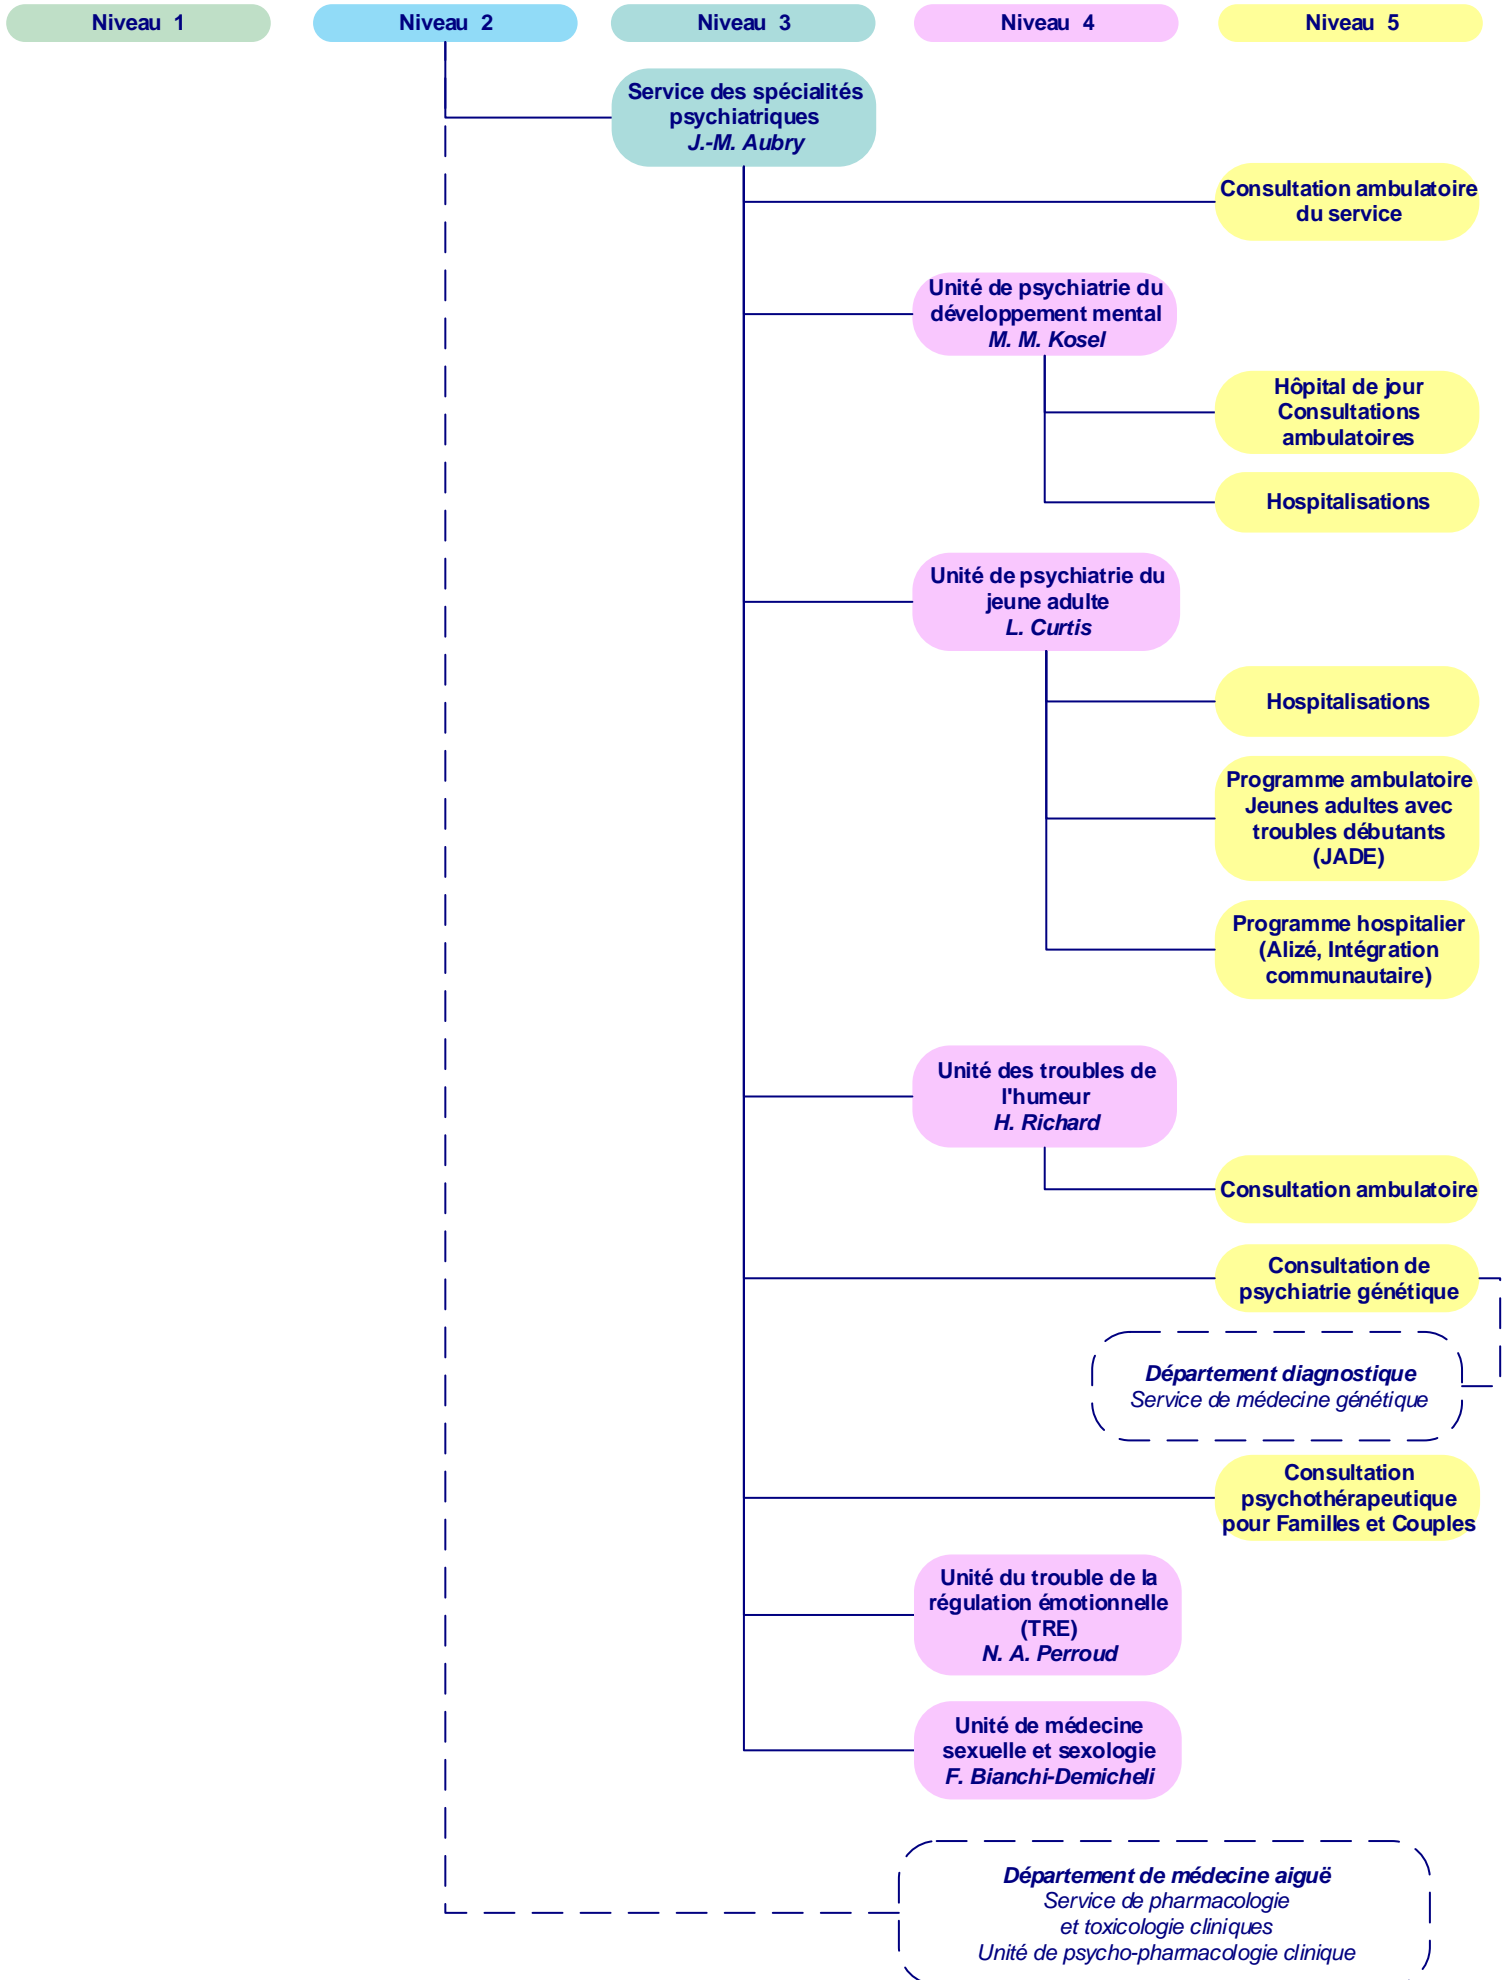 Niveau 1
Niveau 2
Niveau 3
Niveau 4
Niveau 5
Service des spécialités
psychiatriques
J.-M. Aubry
Consultation ambulatoire
du service
Unité de psychiatrie du
développement mental
M. M. Kosel
Hôpital de jour
Consultations
ambulatoires
Hospitalisations
Unité de psychiatrie du
jeune adulte
L. Curtis
Hospitalisations
Programme ambulatoire
Jeunes adultes avec
troubles débutants
(JADE)
Programme hospitalier
(Alizé, Intégration
communautaire)
Unité des troubles de
l'humeur
H. Richard
Consultation ambulatoire
Consultation de
psychiatrie génétique
Département diagnostique
Service de médecine génétique
Consultation
psychothérapeutique
pour Familles et Couples
Unité du trouble de la
régulation émotionnelle
(TRE)
N. A. Perroud
Unité de médecine
sexuelle et sexologie
F. Bianchi-Demicheli
Département de médecine aiguë
Service de pharmacologie
et toxicologie cliniques
Unité de psycho-pharmacologie clinique